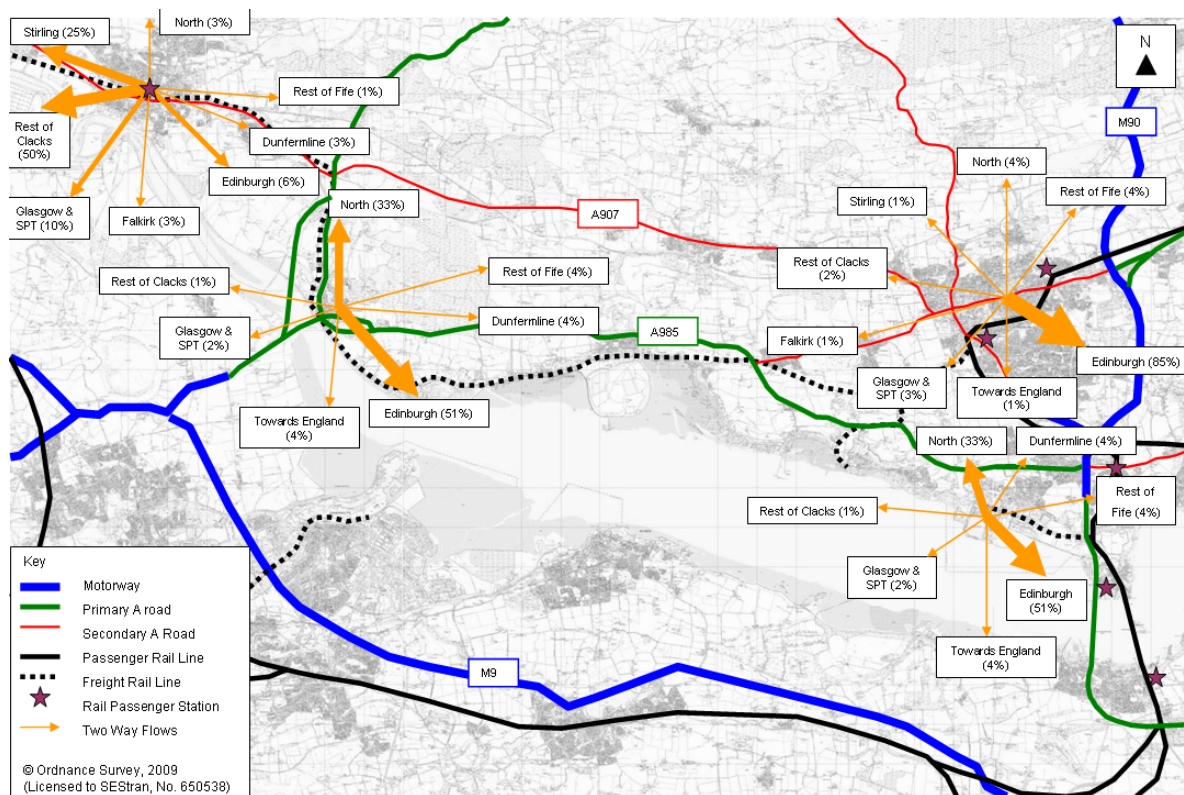 North (3%)
Stirling (25%)
Rest of Fife (1%)
Rest of
Clacks
(50%)
Dunfermline (3%)
Edinburgh (6%)
Glasgow &
SPT (10%)
Falkirk (3%)
North (33%)
Rest of Clacks (1%)
Rest of Fife (4%)
Glasgow &
SPT (2%)
Dunfermline (4%)
Towards England
(4%)
Edinburgh (51%)
A907
A985
N
M90
North (4%)
Stirling (1%)
Rest of Fife (4%)
Rest of Clacks
(2%)
Falkirk (1%)
Edinburgh (85%)
Glasgow &
SPT (3%)
Towards England
(1%)
North (33%)
Dunfermline (4%)
Rest of Clacks (1%)
Rest of
Fife (4%)
Glasgow &
SPT (2%)
Edinburgh
(51%)
Towards England
(4%)
M9
Key
Motorway
Primary A road
Secondary A Road
Passenger Rail Line
Freight Rail Line
Rail Passenger Station
Two Way Flows
© Ordnance Survey, 2009
(Licensed to SEStran, No. 650538)